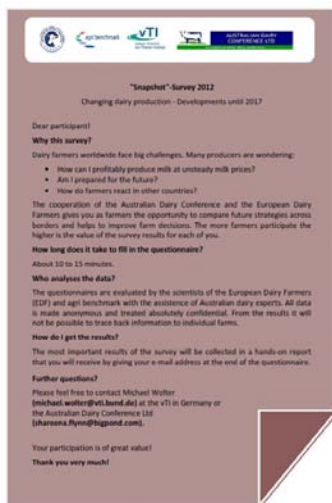 agri benchmark
vTI
AUSTRALIAN DAIRY
CONFERENCE LTD
"Snapshot"-Survey 2012
Changing dairy production - Developments until 2017
Dear participant!
Why this survey?
Dairy farmers worldwide face big challenges. Many producers are wondering:
• How can I profitably produce milk at unsteady milk prices?
• Am I prepared for the future?
• How do farmers react in other countries?
The cooperation of the Australian Dairy Conference and the European Dairy
Farmers gives you as farmers the opportunity to compare future strategies across
borders and helps to improve farm decisions. The more farmers participate the
higher is the value of the survey results for each of you.
How long does it take to fill in the questionnaire?
About 10 to 15 minutes.
Who analyses the data?
The questionnaires are evaluated by the scientists of the European Dairy Farmers
(EDF) and agri benchmark with the assistence of Australian dairy experts. All data
is made anonymous and treated absolutely confidential. From the results it will
not be possible to trace back information to individual farms.
How do I get the results?
The most important results of the survey will be collected in a hands-on report
that you will receive by giving your e-mail address at the end of the questionnaire.
Further questions?
Please feel free to contact Michael Wolter
(michael.wolter@vti.bund.de) at the vTI in Germany or
the Australian Dairy Conference Ltd
(shareena.flynn@bigpond.com).
Your participation is of great value!
Thank you very much!